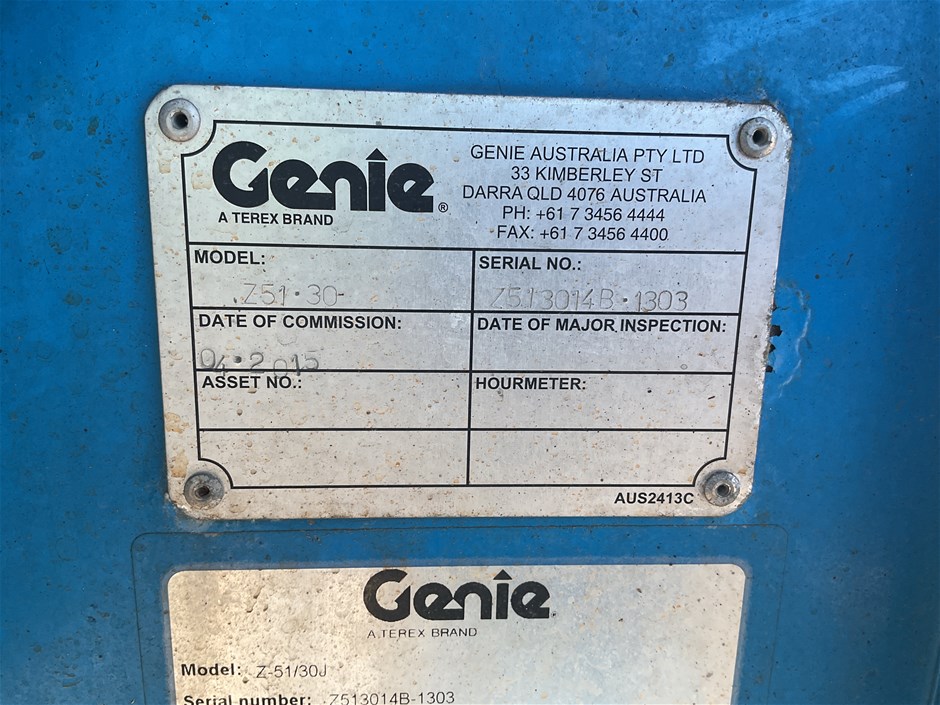 Genie®
A TEREX BRAND
GENIE AUSTRALIA PTY LTD
33 KIMBERLEY ST
DARRA QLD 4076 AUSTRALIA
PH: +61 7 3456 4444
FAX: +61 7 3456 4400
MODEL:
Z51·30
SERIAL NO.:
Z513014B·1303
DATE OF COMMISSION:
04·2015
DATE OF MAJOR INSPECTION:
ASSET NO.:
HOURMETER:
AUS2413C
Genie
A TEREX BRAND
Model: Z-51/30J
Serial number: Z513014B-1303